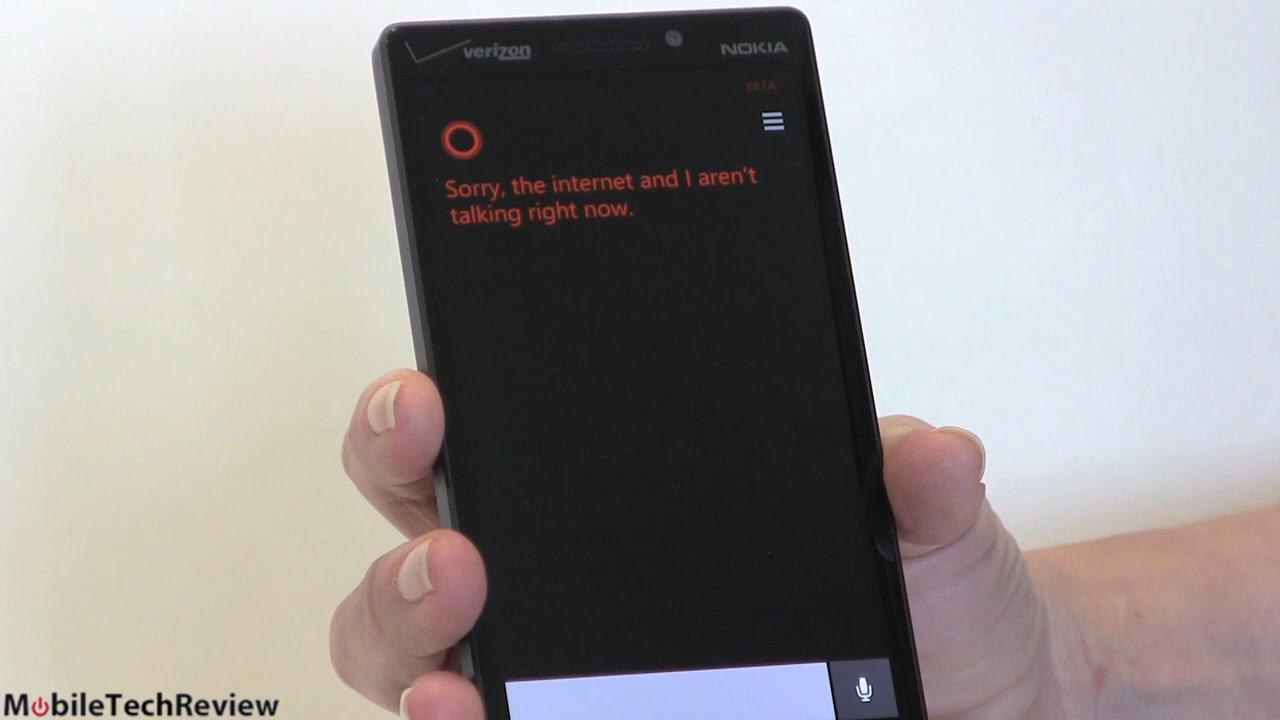 verizon
NOKIA
BETA
Sorry, the internet and I aren't
talking right now.
MobileTechReview